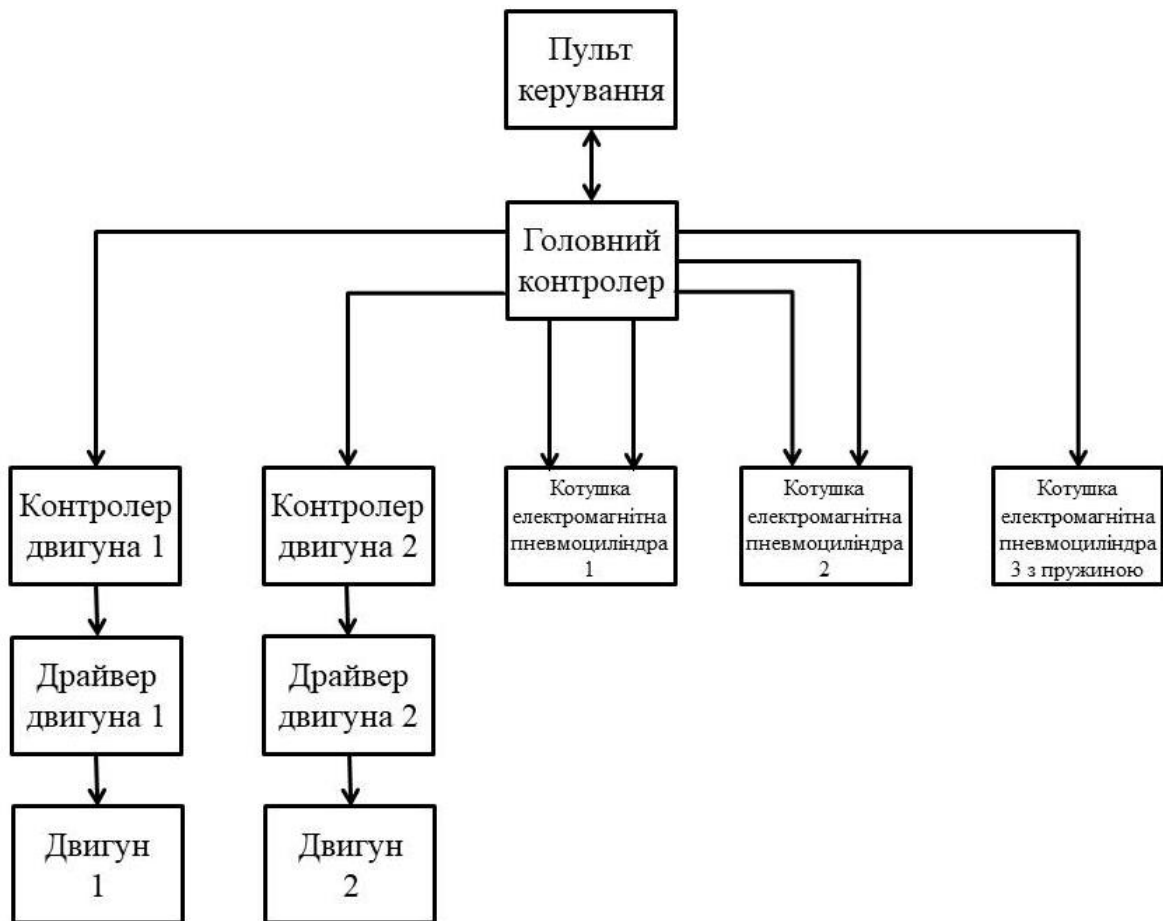 Пульт
керування
Головний
контролер
Контролер
двигуна 1
Контролер
двигуна 2
Котушка
електромагнітна
пневмоциліндра
1
Котушка
електромагнітна
пневмоциліндра
2
Котушка
електромагнітна
пневмоциліндра
3 з пружиною
Драйвер
двигуна 1
Драйвер
двигуна 2
Двигун
1
Двигун
2